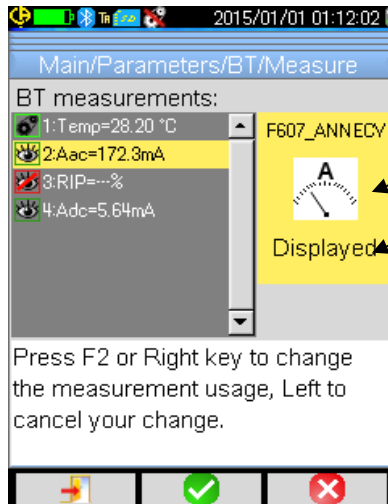 TR
2015/01/01 01:12:02
Main/Parameters/BT/Measure
BT measurements:
1:Temp=28.20 °C
2:Aac=172.3mA
3:RIP=---%
4:Adc=5.64mA
F607_ANNECY
A
Displayed
Press F2 or Right key to change
the measurement usage, Left to
cancel your change.